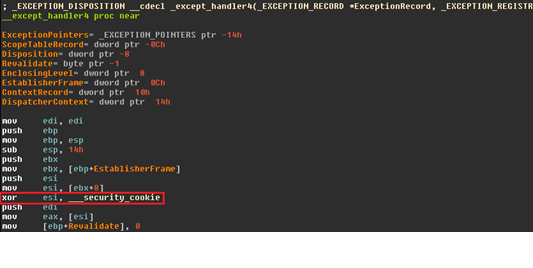 ; _EXCEPTION_DISPOSITION __cdecl _except_handler4(_EXCEPTION_RECORD *ExceptionRecord, _EXCEPTION_REGISTR
__except_handler4 proc near
ExceptionPointers= _EXCEPTION_POINTERS ptr -14h
ScopeTableRecord= dword ptr -0Ch
Disposition= dword ptr -8
Revalidate= byte ptr -1
EnclosingLevel= dword ptr  8
EstablisherFrame= dword ptr  0Ch
ContextRecord= dword ptr  10h
DispatcherContext= dword ptr  14h
mov     edi, edi
push    ebp
mov     ebp, esp
sub     esp, 14h
push    ebx
mov     ebx, [ebp+EstablisherFrame]
push    esi
mov     esi, [ebx+8]
xor     esi, ___security_cookie
push    edi
mov     eax, [esi]
mov     [ebp+Revalidate], 0